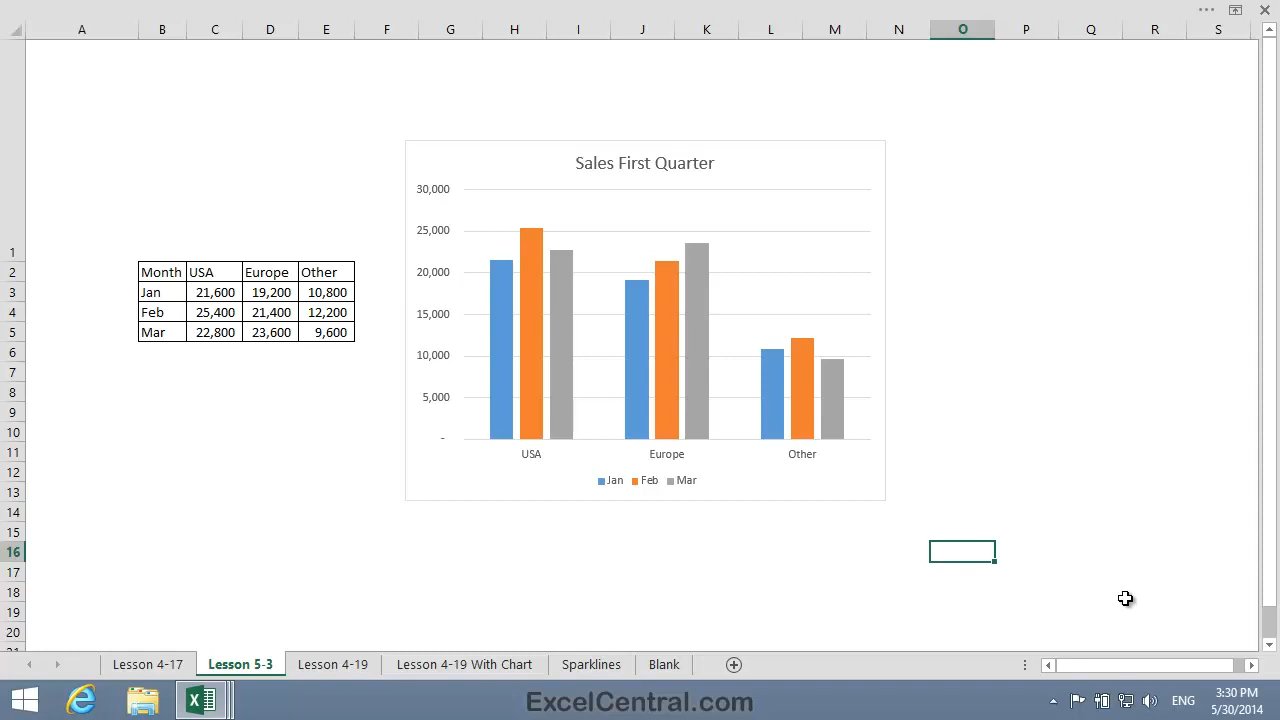 A B C D E F G H I J K L M N O P Q R S
Sales First Quarter
30,000
25,000
20,000
15,000
10,000
5,000
-
USA Europe Other
Jan Feb Mar
1
2 Month USA Europe Other
3 Jan 21,600 19,200 10,800
4 Feb 25,400 21,400 12,200
5 Mar 22,800 23,600 9,600
6
7
8
9
10
11
12
13
14
15
16
17
18
19
20
21
Lesson 4-17 Lesson 5-3 Lesson 4-19 Lesson 4-19 With Chart Sparklines Blank
ExcelCentral.com
ENG
3:30 PM
5/30/2014